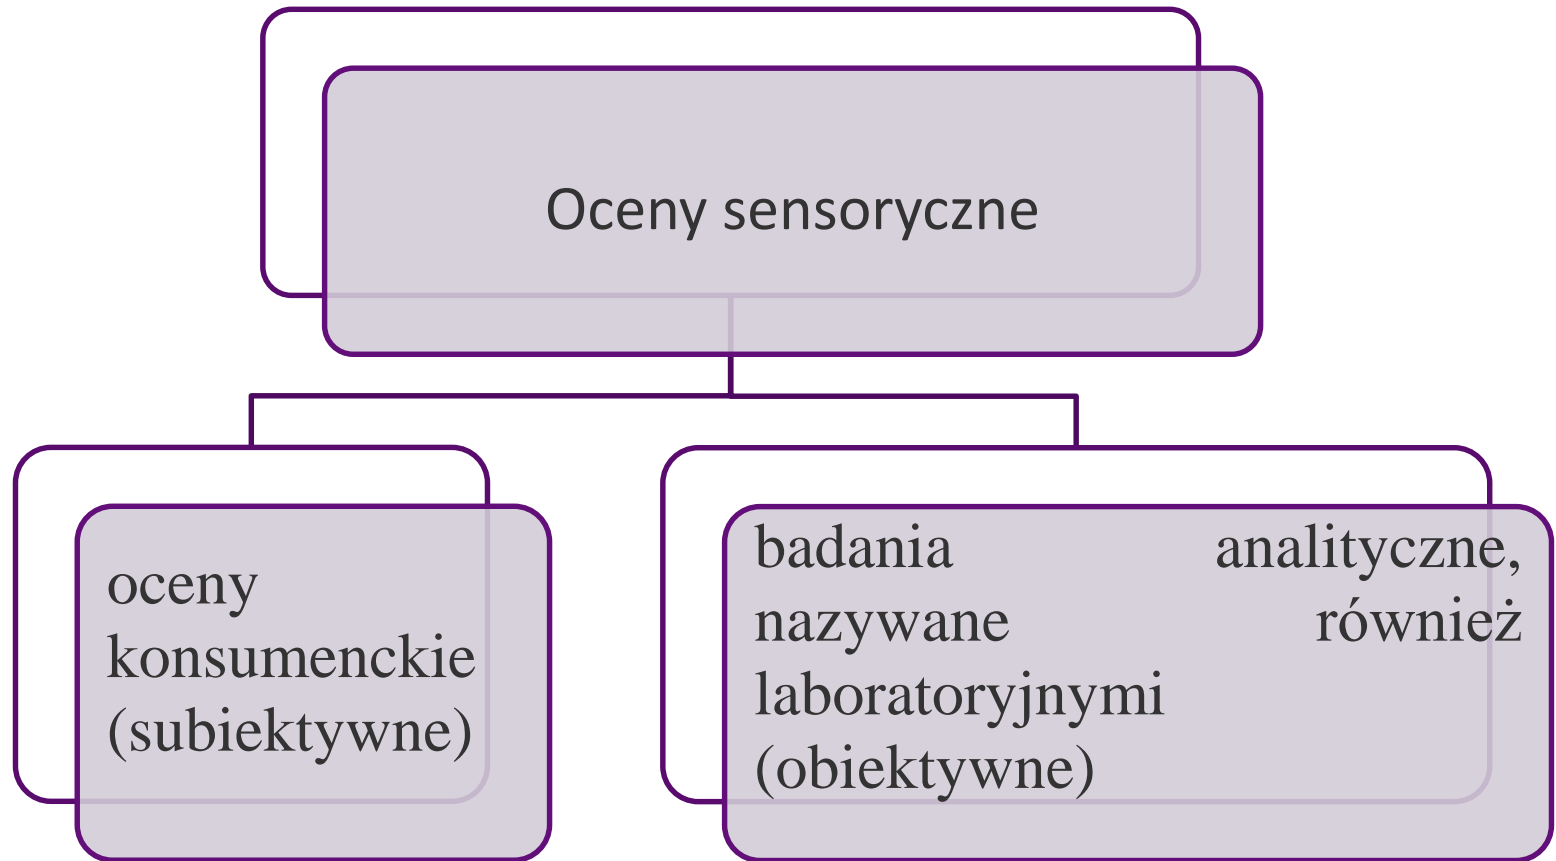 Oceny sensoryczne
oceny
konsumenckie
(subiektywne)
badania analityczne,
nazywane również
laboratoryjnymi
(obiektywne)